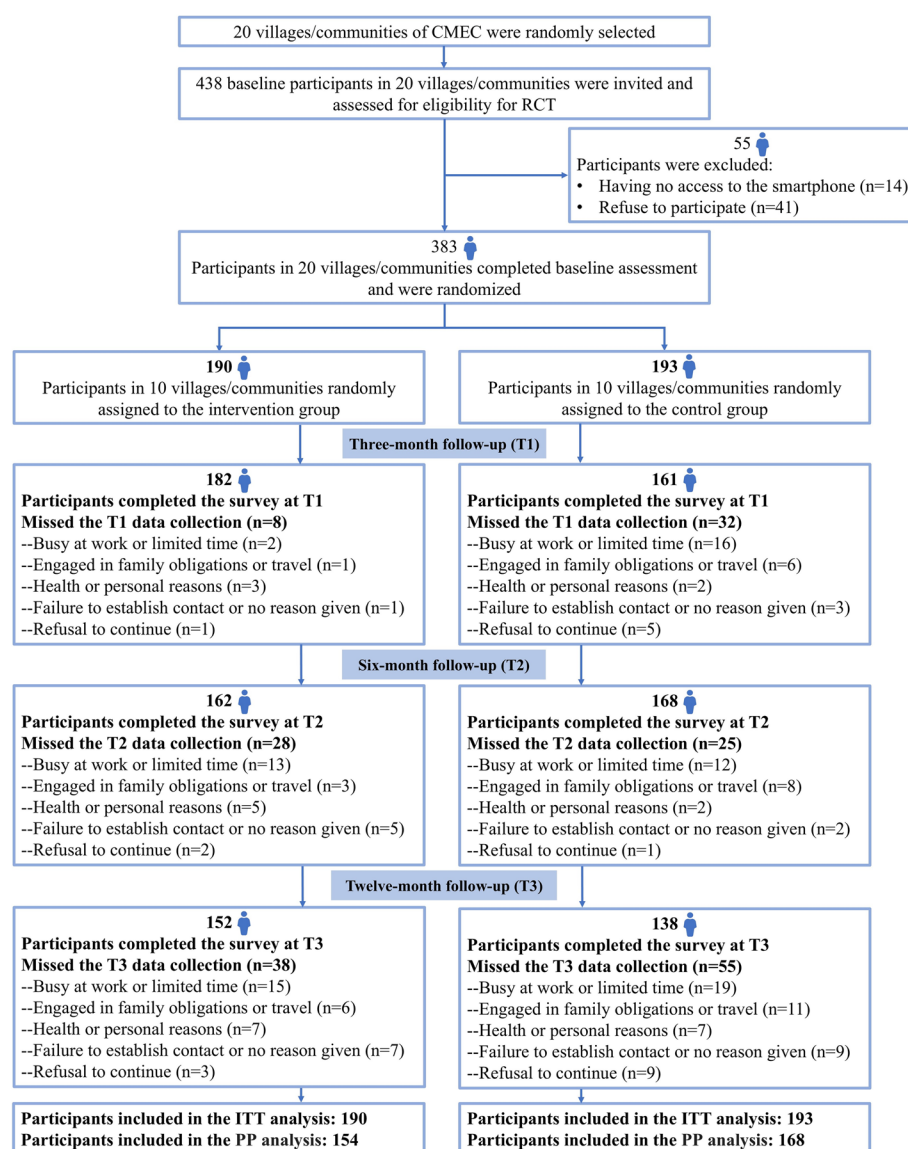 20 villages/communities of CMEC were randomly selected
438 baseline participants in 20 villages/communities were invited and
assessed for eligibility for RCT
55
Participants were excluded:
• Having no access to the smartphone (n=14)
• Refuse to participate (n=41)
383
Participants in 20 villages/communities completed baseline assessment
and were randomized
190
Participants in 10 villages/communities randomly
assigned to the intervention group
193
Participants in 10 villages/communities randomly
assigned to the control group
Three-month follow-up (T1)
182
Participants completed the survey at T1
Missed the T1 data collection (n=8)
--Busy at work or limited time (n=2)
--Engaged in family obligations or travel (n=1)
--Health or personal reasons (n=3)
--Failure to establish contact or no reason given (n=1)
--Refusal to continue (n=1)
161
Participants completed the survey at T1
Missed the T1 data collection (n=32)
--Busy at work or limited time (n=16)
--Engaged in family obligations or travel (n=6)
--Health or personal reasons (n=2)
--Failure to establish contact or no reason given (n=3)
--Refusal to continue (n=5)
Six-month follow-up (T2)
162
Participants completed the survey at T2
Missed the T2 data collection (n=28)
--Busy at work or limited time (n=13)
--Engaged in family obligations or travel (n=3)
--Health or personal reasons (n=5)
--Failure to establish contact or no reason given (n=5)
--Refusal to continue (n=2)
168
Participants completed the survey at T2
Missed the T2 data collection (n=25)
--Busy at work or limited time (n=12)
--Engaged in family obligations or travel (n=8)
--Health or personal reasons (n=2)
--Failure to establish contact or no reason given (n=2)
--Refusal to continue (n=1)
Twelve-month follow-up (T3)
152
Participants completed the survey at T3
Missed the T3 data collection (n=38)
--Busy at work or limited time (n=15)
--Engaged in family obligations or travel (n=6)
--Health or personal reasons (n=7)
--Failure to establish contact or no reason given (n=7)
--Refusal to continue (n=3)
138
Participants completed the survey at T3
Missed the T3 data collection (n=55)
--Busy at work or limited time (n=19)
--Engaged in family obligations or travel (n=11)
--Health or personal reasons (n=7)
--Failure to establish contact or no reason given (n=9)
--Refusal to continue (n=9)
Participants included in the ITT analysis: 190
Participants included in the PP analysis: 154
Participants included in the ITT analysis: 193
Participants included in the PP analysis: 168